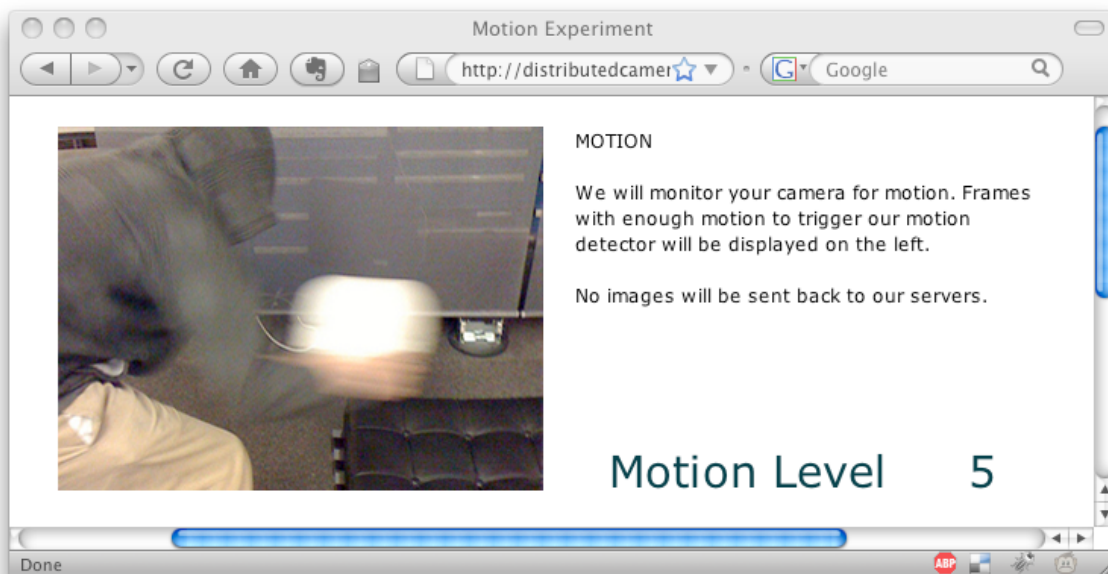 Motion Experiment
http://distributedcamer
G
Google
MOTION
We will monitor your camera for motion. Frames
with enough motion to trigger our motion
detector will be displayed on the left.
No images will be sent back to our servers.
Motion Level 5
Done
ABP